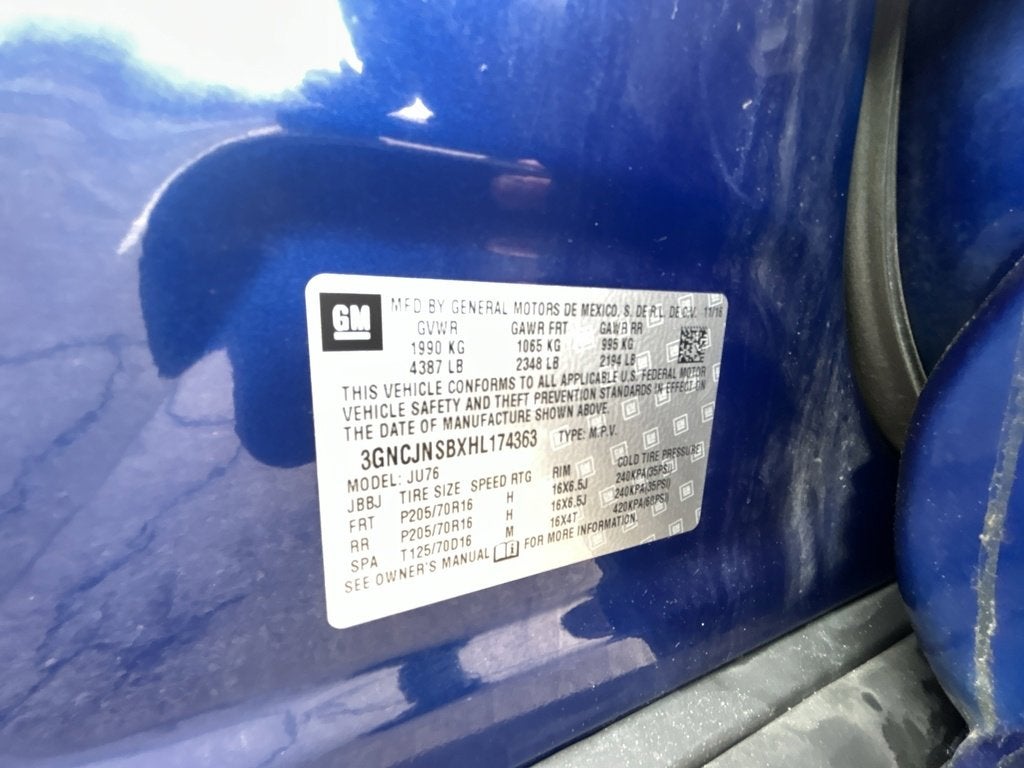 GM MFD BY GENERAL MOTORS DE MEXICO, S. DE R.L. DE C.V. 11/16
GVWR GAWR FRT GAWR RR
1990 KG 1065 KG 995 KG
4387 LB 2348 LB 2194 LB
THIS VEHICLE CONFORMS TO ALL APPLICABLE U.S. FEDERAL MOTOR
VEHICLE SAFETY AND THEFT PREVENTION STANDARDS IN EFFECT ON
THE DATE OF MANUFACTURE SHOWN ABOVE.
3GNCJNSBXHL174363 TYPE: M.P.V.
MODEL: JU76
JBBJ TIRE SIZE SPEED RTG RIM COLD TIRE PRESSURE
FRT P205/70R16 H 16X6.5J 240KPA(35PSI)
RR P205/70R16 H 16X6.5J 240KPA(35PSI)
SPA T125/70D16 M 16X4T 420KPA(60PSI)
SEE OWNER'S MANUAL FOR MORE INFORMATION.